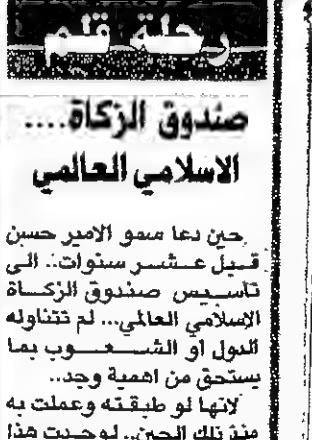 رحلة قلم
صندوق الزكاة....
الاسلامي العالمي
حين دعا سمو الامير حسن
قبل عشر سنوات.. الى
تأسيس صندوق الزكاة
الإسلامي العالمي... لم تتناوله
الدول او الشعوب بما
يستحق من اهمية وجد..
لانها لو طبقته وعملت به
منذ تلك الحين.. لوجدت هذا